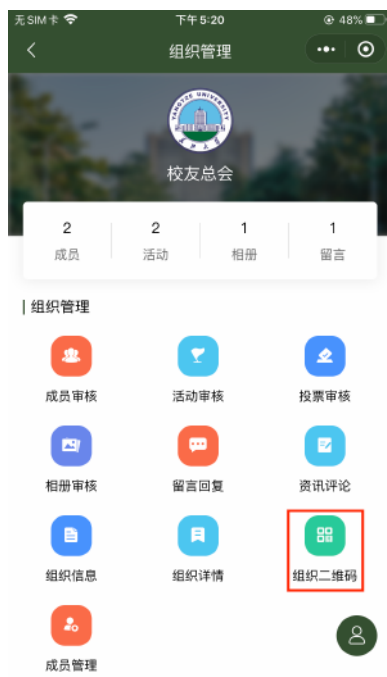 无SIM卡 下午5:20 48%
组织管理
YANGTZE UNIVERSITY
校友总会
2 2 1 1
成员 活动 相册 留言
组织管理
成员审核 活动审核 投票审核
相册审核 留言回复 资讯评论
组织信息 组织详情 组织二维码
成员管理